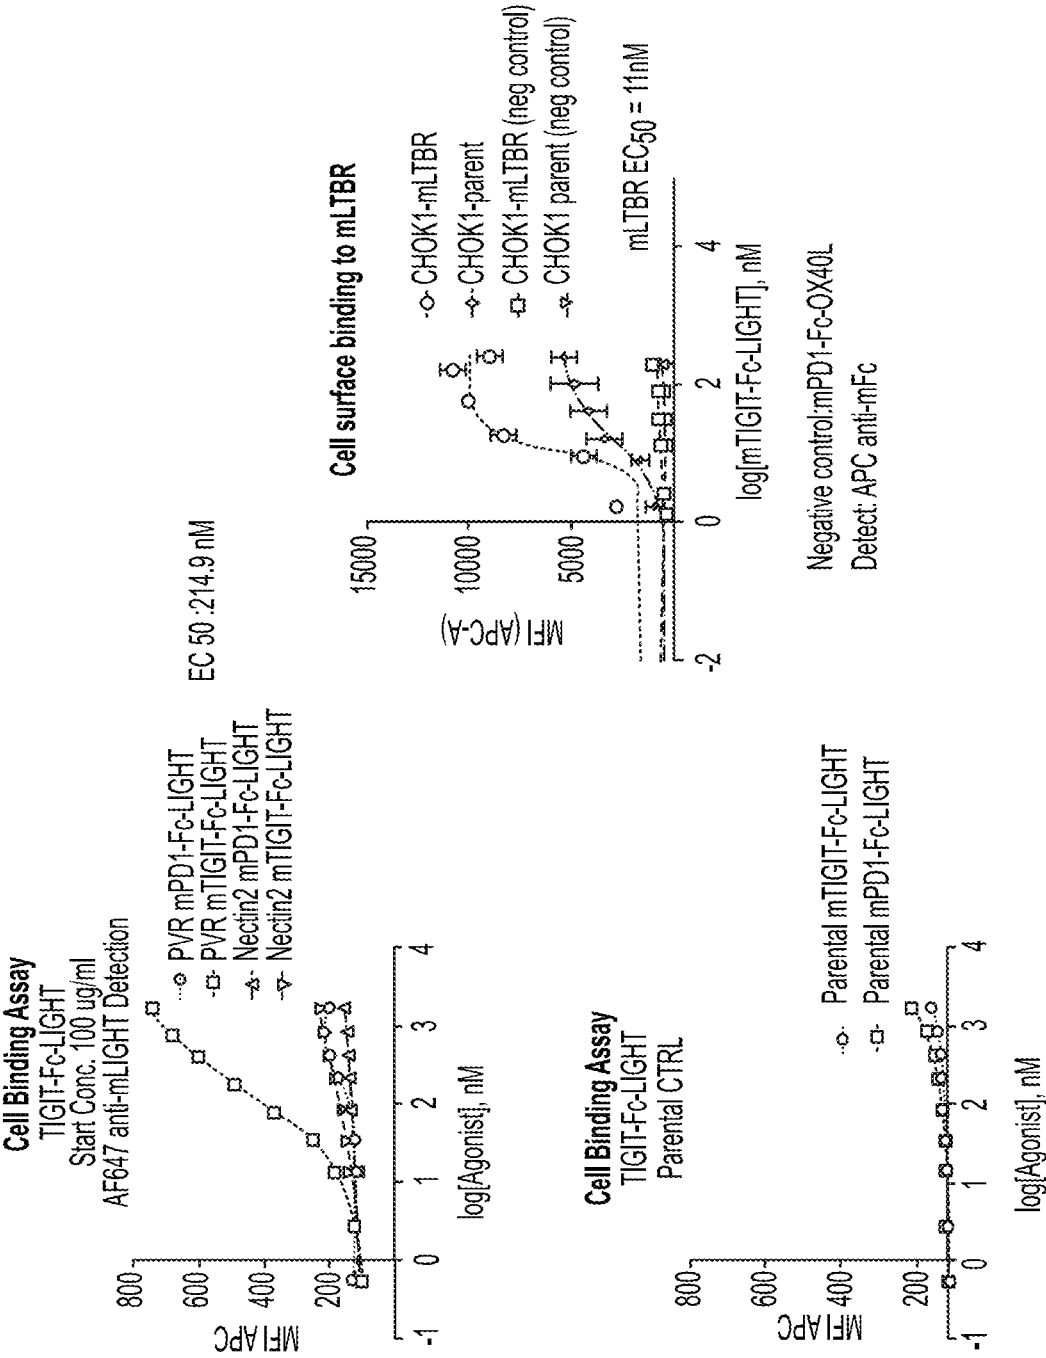 Cell Binding Assay
TIGIT-Fc-LIGHT
Start Conc. 100 ug/ml
AF647 anti-mLIGHT Detection
800
600
400
200
MFI APC
-1
0
1
2
3
4
log[Agonist], nM
PVR mPD1-Fc-LIGHT
PVR mTIGIT-Fc-LIGHT
Nectin2 mPD1-Fc-LIGHT
Nectin2 mTIGIT-Fc-LIGHT
EC 50 :214.9 nM
Cell Binding Assay
TIGIT-Fc-LIGHT
Parental CTRL
800
600
400
200
MFI APC
-1
0
1
2
3
4
log[Agonist], nM
Parental mTIGIT-Fc-LIGHT
Parental mPD1-Fc-LIGHT
Cell surface binding to mLTBR
15000
10000
5000
MFI (APC-A)
-2
0
2
4
log[mTIGIT-Fc-LIGHT], nM
CHOK1-mLTBR
CHOK1-parent
CHOK1-mLTBR (neg control)
CHOK1 parent (neg control)
mLTBR EC50 = 11nM
Negative control:mPD1-Fc-OX40L
Detect: APC anti-mFc